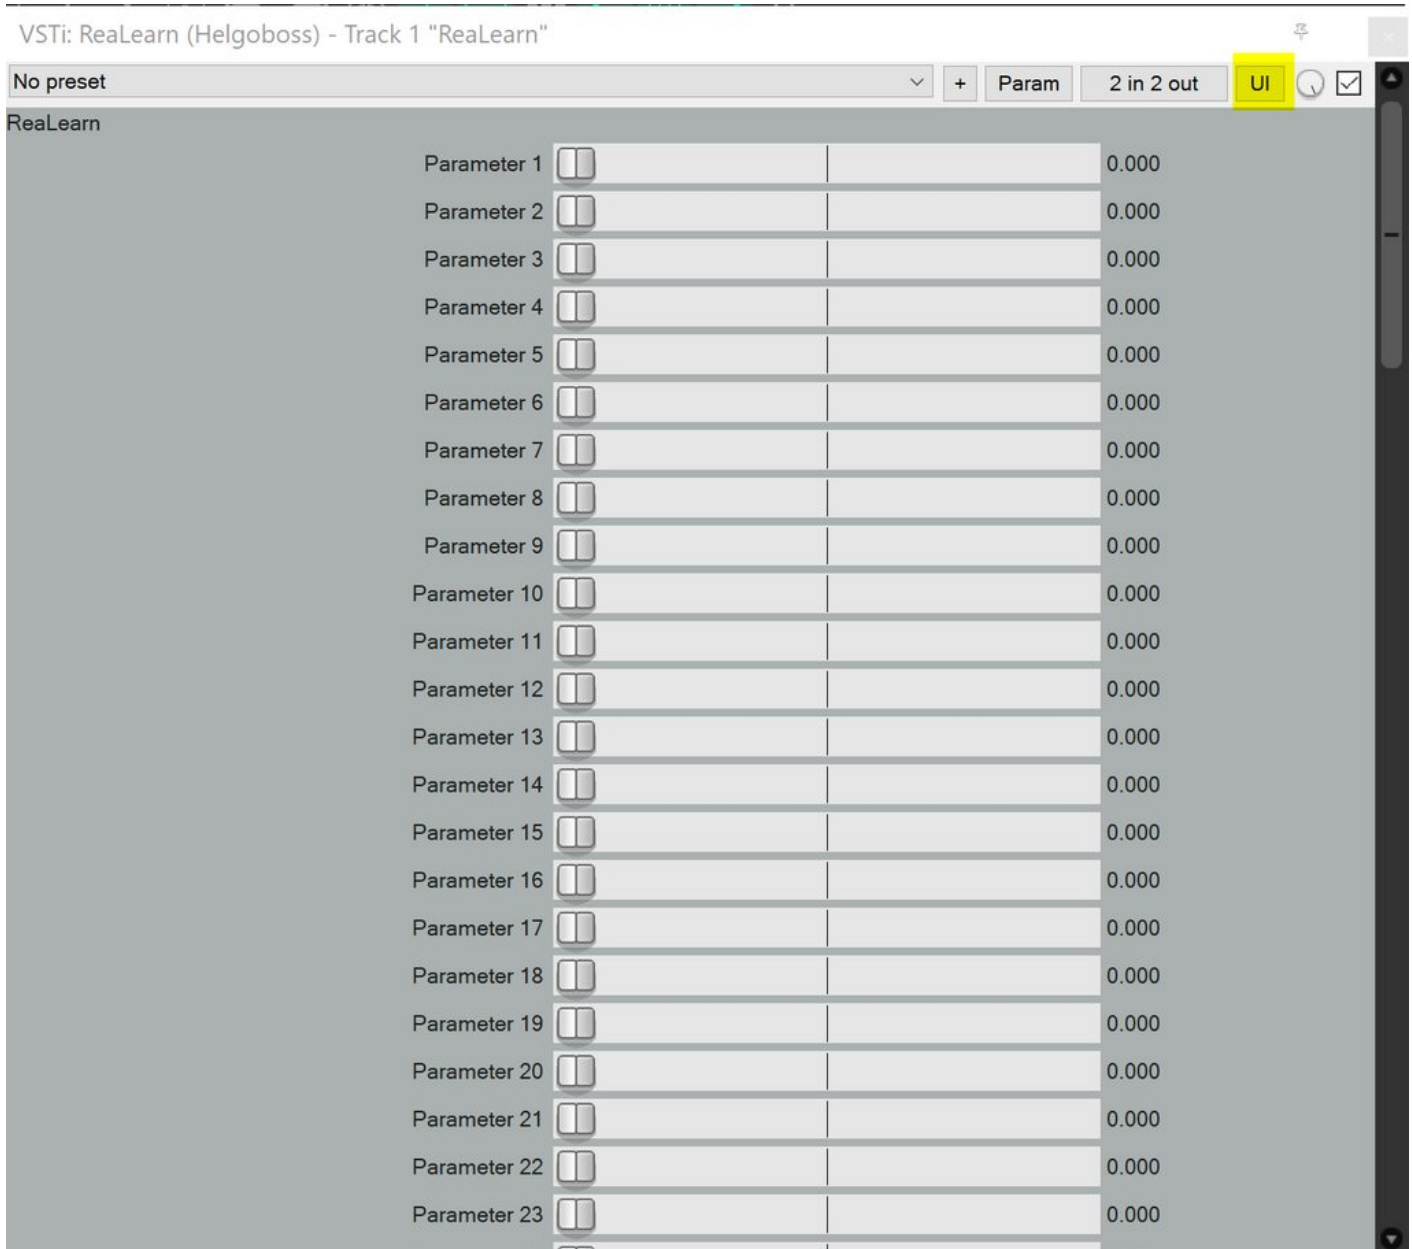 VSTi: ReaLearn (Helgoboss) - Track 1 "ReaLearn"
No preset + Param 2 in 2 out UI
ReaLearn
Parameter 1 0.000
Parameter 2 0.000
Parameter 3 0.000
Parameter 4 0.000
Parameter 5 0.000
Parameter 6 0.000
Parameter 7 0.000
Parameter 8 0.000
Parameter 9 0.000
Parameter 10 0.000
Parameter 11 0.000
Parameter 12 0.000
Parameter 13 0.000
Parameter 14 0.000
Parameter 15 0.000
Parameter 16 0.000
Parameter 17 0.000
Parameter 18 0.000
Parameter 19 0.000
Parameter 20 0.000
Parameter 21 0.000
Parameter 22 0.000
Parameter 23 0.000